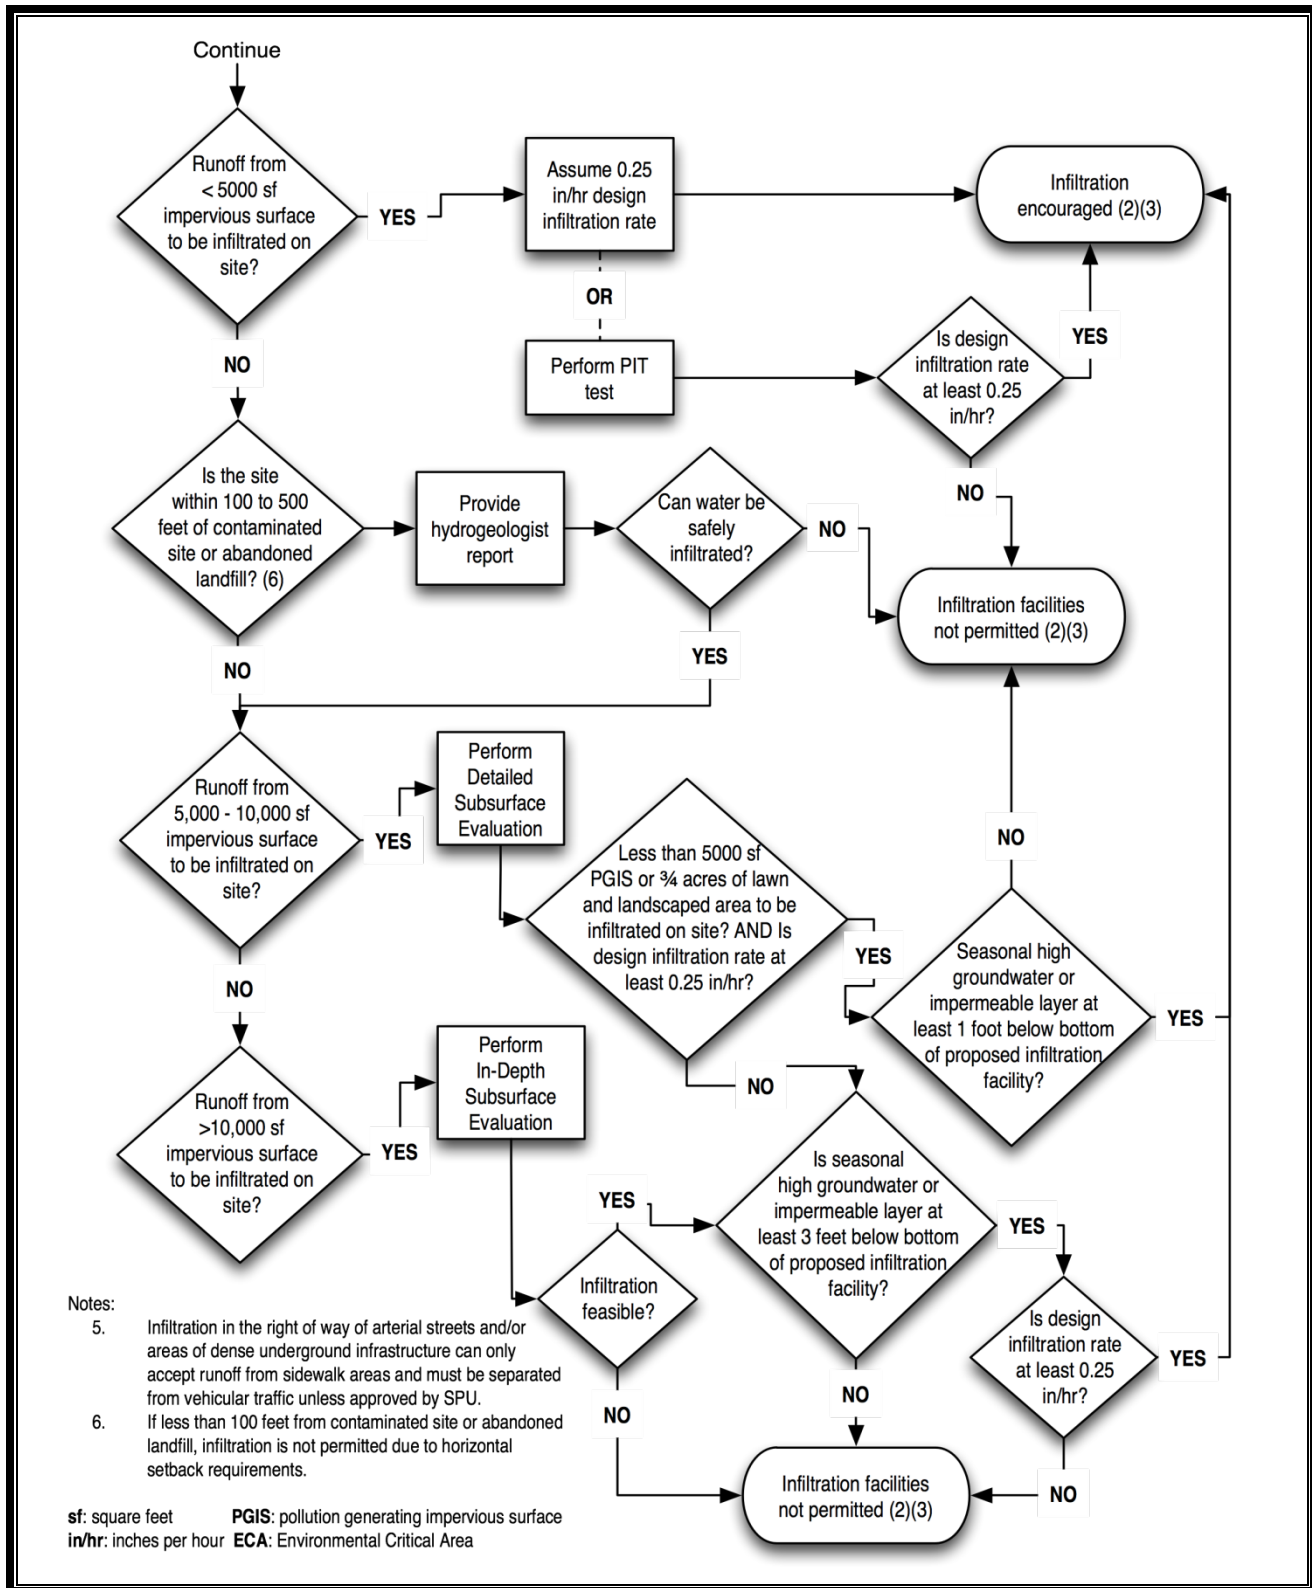 Continue
Runoff from
< 5000 sf
impervious surface
to be infiltrated on
site?
YES
Assume 0.25
in/hr design
infiltration rate
Infiltration
encouraged (2)(3)
OR
Perform PIT
test
Is design
infiltration rate
at least 0.25
in/hr?
YES
NO
NO
Is the site
within 100 to 500
feet of contaminated
site or abandoned
landfill? (6)
Provide
hydrogeologist
report
Can water be
safely
infiltrated?
NO
Infiltration facilities
not permitted (2)(3)
YES
NO
Runoff from
5,000 - 10,000 sf
impervious surface
to be infiltrated on
site?
YES
Perform
Detailed
Subsurface
Evaluation
Less than 5000 sf
PGIS or ¾ acres of lawn
and landscaped area to be
infiltrated on site? AND Is
design infiltration rate at
least 0.25 in/hr?
YES
NO
Seasonal high
groundwater or
impermeable layer at
least 1 foot below bottom
of proposed infiltration
facility?
YES
NO
NO
Runoff from
>10,000 sf
impervious surface
to be infiltrated on
site?
YES
Perform
In-Depth
Subsurface
Evaluation
Infiltration
feasible?
YES
NO
Is seasonal
high groundwater or
impermeable layer at
least 3 feet below bottom
of proposed infiltration
facility?
YES
NO
Is design
infiltration rate
at least 0.25
in/hr?
YES
NO
Infiltration facilities
not permitted (2)(3)
Notes:
5. Infiltration in the right of way of arterial streets and/or
areas of dense underground infrastructure can only
accept runoff from sidewalk areas and must be separated
from vehicular traffic unless approved by SPU.
6. If less than 100 feet from contaminated site or abandoned
landfill, infiltration is not permitted due to horizontal
setback requirements.
sf: square feet PGIS: pollution generating impervious surface
in/hr: inches per hour ECA: Environmental Critical Area